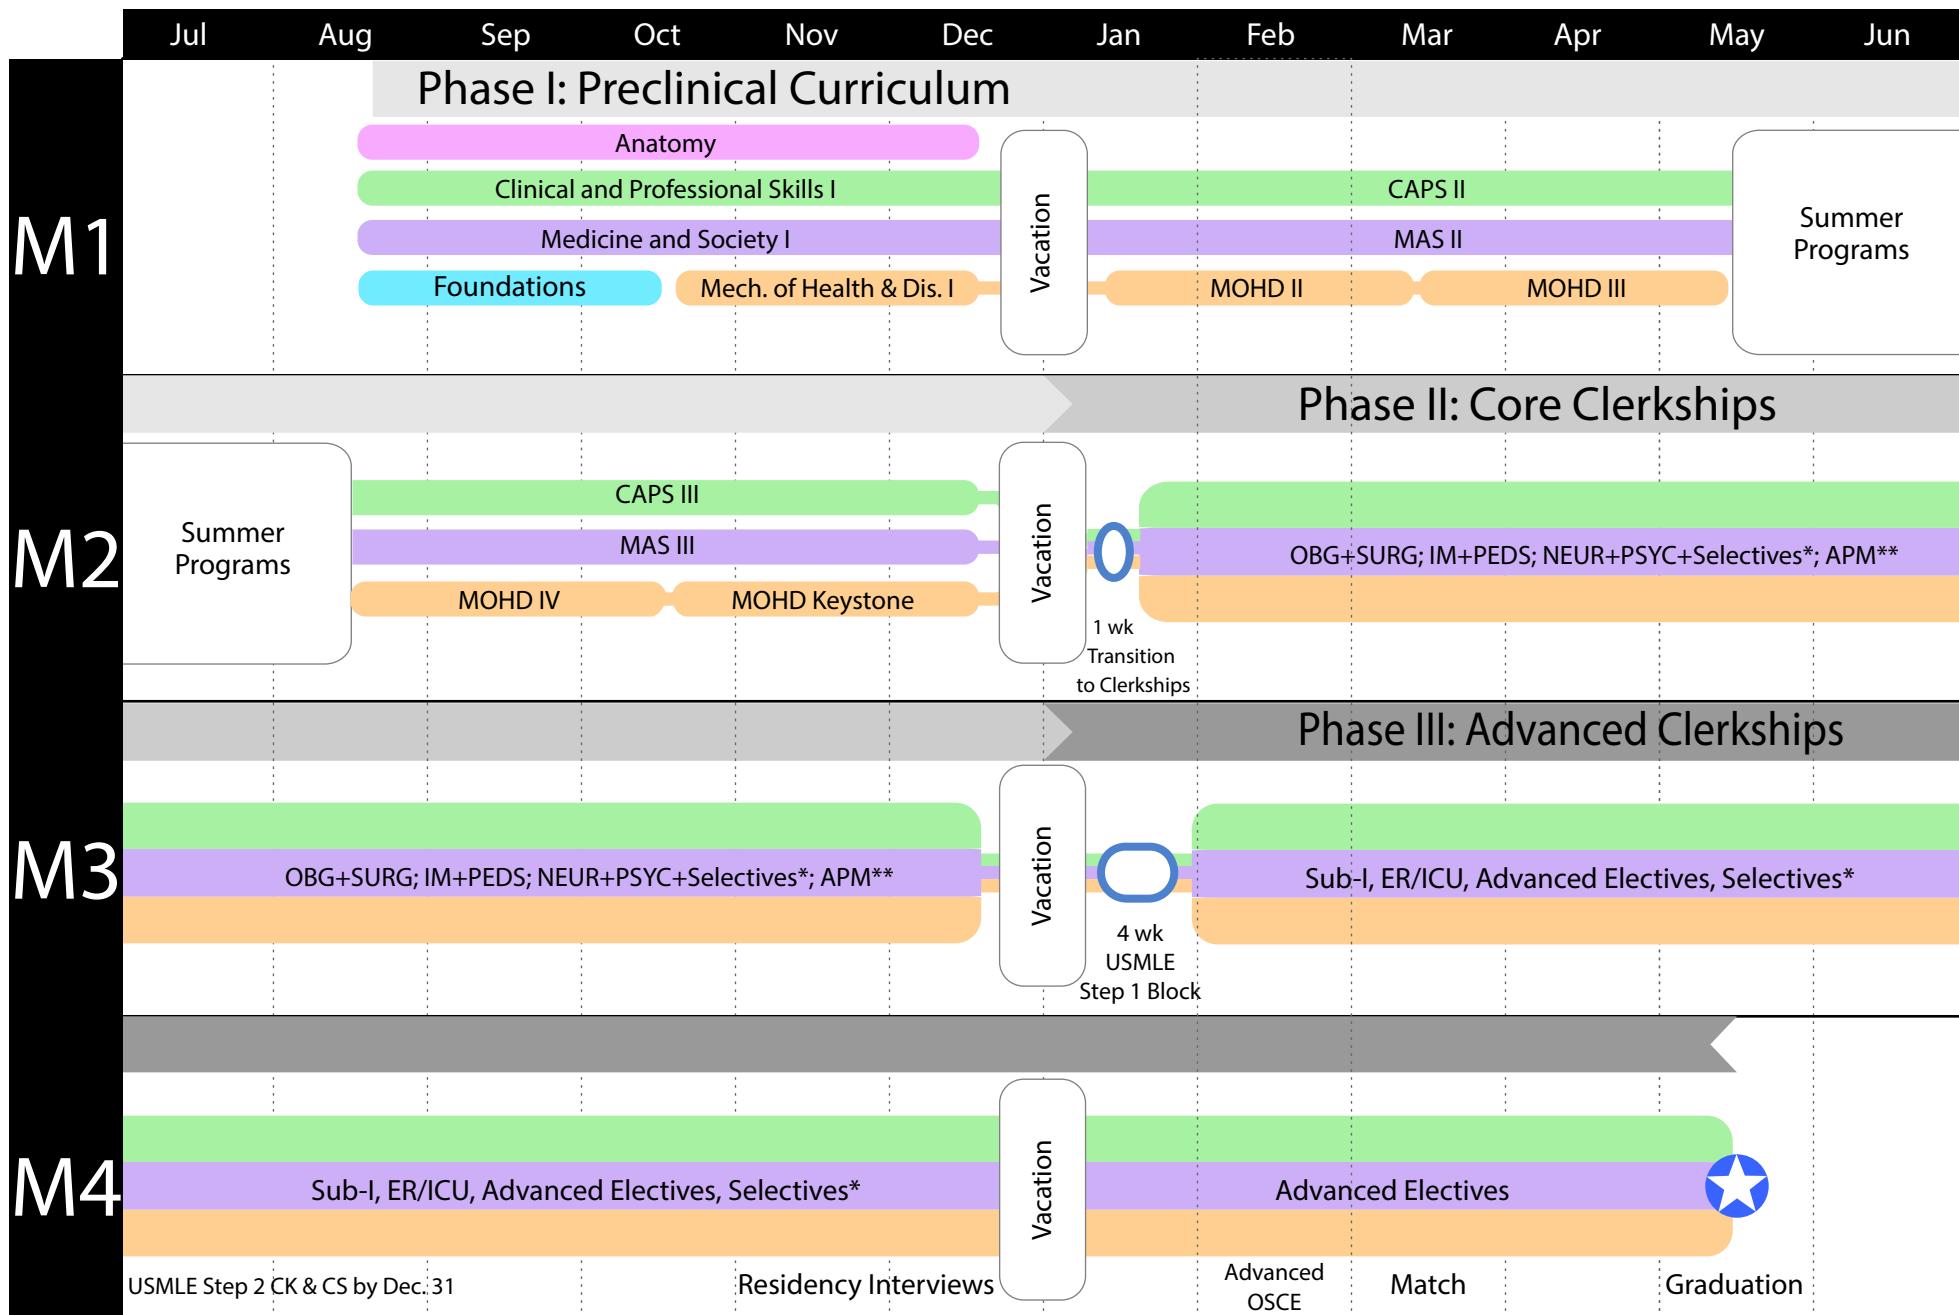 Jul Aug Sep Oct Nov Dec Jan Feb Mar Apr May Jun
M1
Phase I: Preclinical Curriculum
Anatomy
Clinical and Professional Skills I
CAPS II
Medicine and Society I
MAS II
Foundations
Mech. of Health & Dis. I
MOHD II
MOHD III
Vacation
Summer
Programs
M2
Phase II: Core Clerkships
Summer
Programs
CAPS III
MAS III
MOHD IV
MOHD Keystone
Vacation
1 wk
Transition
to Clerkships
OBG+SURG; IM+PEDS; NEUR+PSYC+Selectives*; APM**
M3
Phase III: Advanced Clerkships
OBG+SURG; IM+PEDS; NEUR+PSYC+Selectives*; APM**
Vacation
4 wk
USMLE
Step 1 Block
Sub-I, ER/ICU, Advanced Electives, Selectives*
M4
Sub-I, ER/ICU, Advanced Electives, Selectives*
Vacation
Advanced Electives
USMLE Step 2 CK & CS by Dec. 31
Residency Interviews
Advanced
OSCE
Match
Graduation